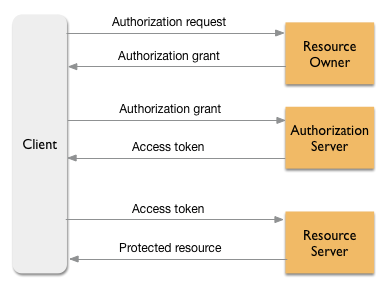 Authorization request
Resource
Owner
Authorization grant
Authorization grant
Client
Authorization
Server
Access token
Access token
Resource
Server
Protected resource